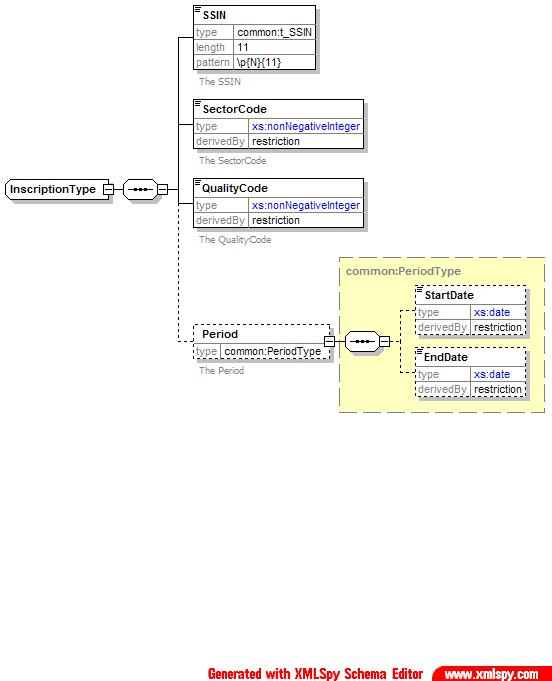 SSIN
type common:t_SSIN
length 11
pattern \p{N}{11}
The SSIN
SectorCode
type xs:nonNegativeInteger
derivedBy restriction
The SectorCode
InscriptionType
QualityCode
type xs:nonNegativeInteger
derivedBy restriction
The QualityCode
common:PeriodType
StartDate
type xs:date
derivedBy restriction
Period
type common:PeriodType
The Period
EndDate
type xs:date
derivedBy restriction
Generated with XMLSpy Schema Editor www.xmlspy.com